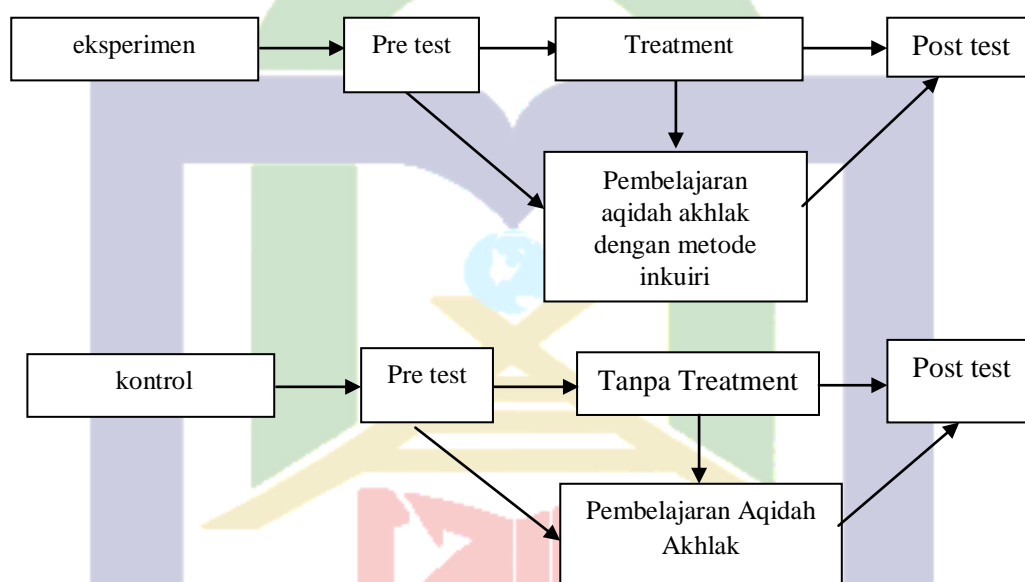 eksperimen
Pre test
Treatment
Post test
Pembelajaran
aqidah akhlak
dengan metode
inkuiri
kontrol
Pre test
Tanpa Treatment
Post test
Pembelajaran Aqidah
Akhlak